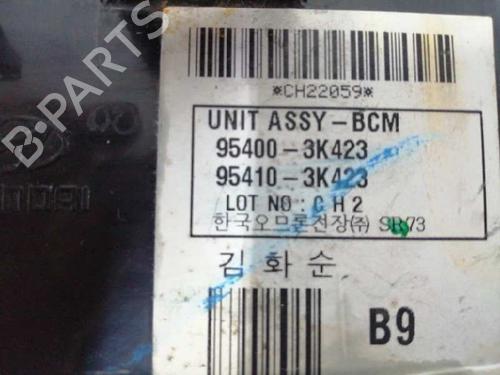 B-PARTS
*CH22059*
UNIT ASSY-BCM
95400-3K423
95410-3K423
LOT NO : C H 2
한국오므론전장(주) SR73
김 화 순
B9